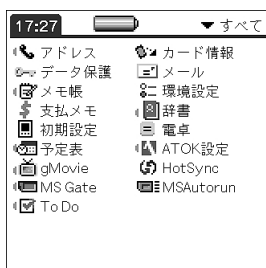 17:27 ▼ すべて
アドレス カード情報
データ保護 メール
メモ帳 環境設定
支払メモ 辞書
初期設定 電卓
予定表 ATOK設定
gMovie HotSync
MS Gate MSAutorun
To Do